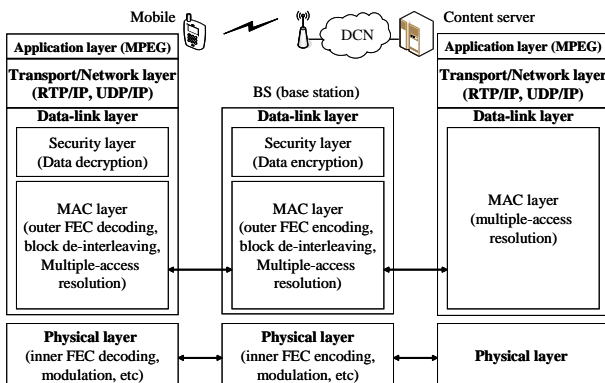 Mobile
DCN
Content server
Application layer (MPEG)
Transport/Network layer
(RTP/IP, UDP/IP)
Data-link layer
Security layer
(Data decryption)
MAC layer
(outer FEC decoding,
block de-interleaving,
Multiple-access
resolution)
Physical layer
(inner FEC decoding,
modulation, etc)
BS (base station)
Data-link layer
Security layer
(Data encryption)
MAC layer
(outer FEC encoding,
block de-interleaving,
Multiple-access
resolution)
Physical layer
(inner FEC encoding,
modulation, etc)
Application layer (MPEG)
Transport/Network layer
(RTP/IP, UDP/IP)
Data-link layer
MAC layer
(multiple-access
resolution)
Physical layer